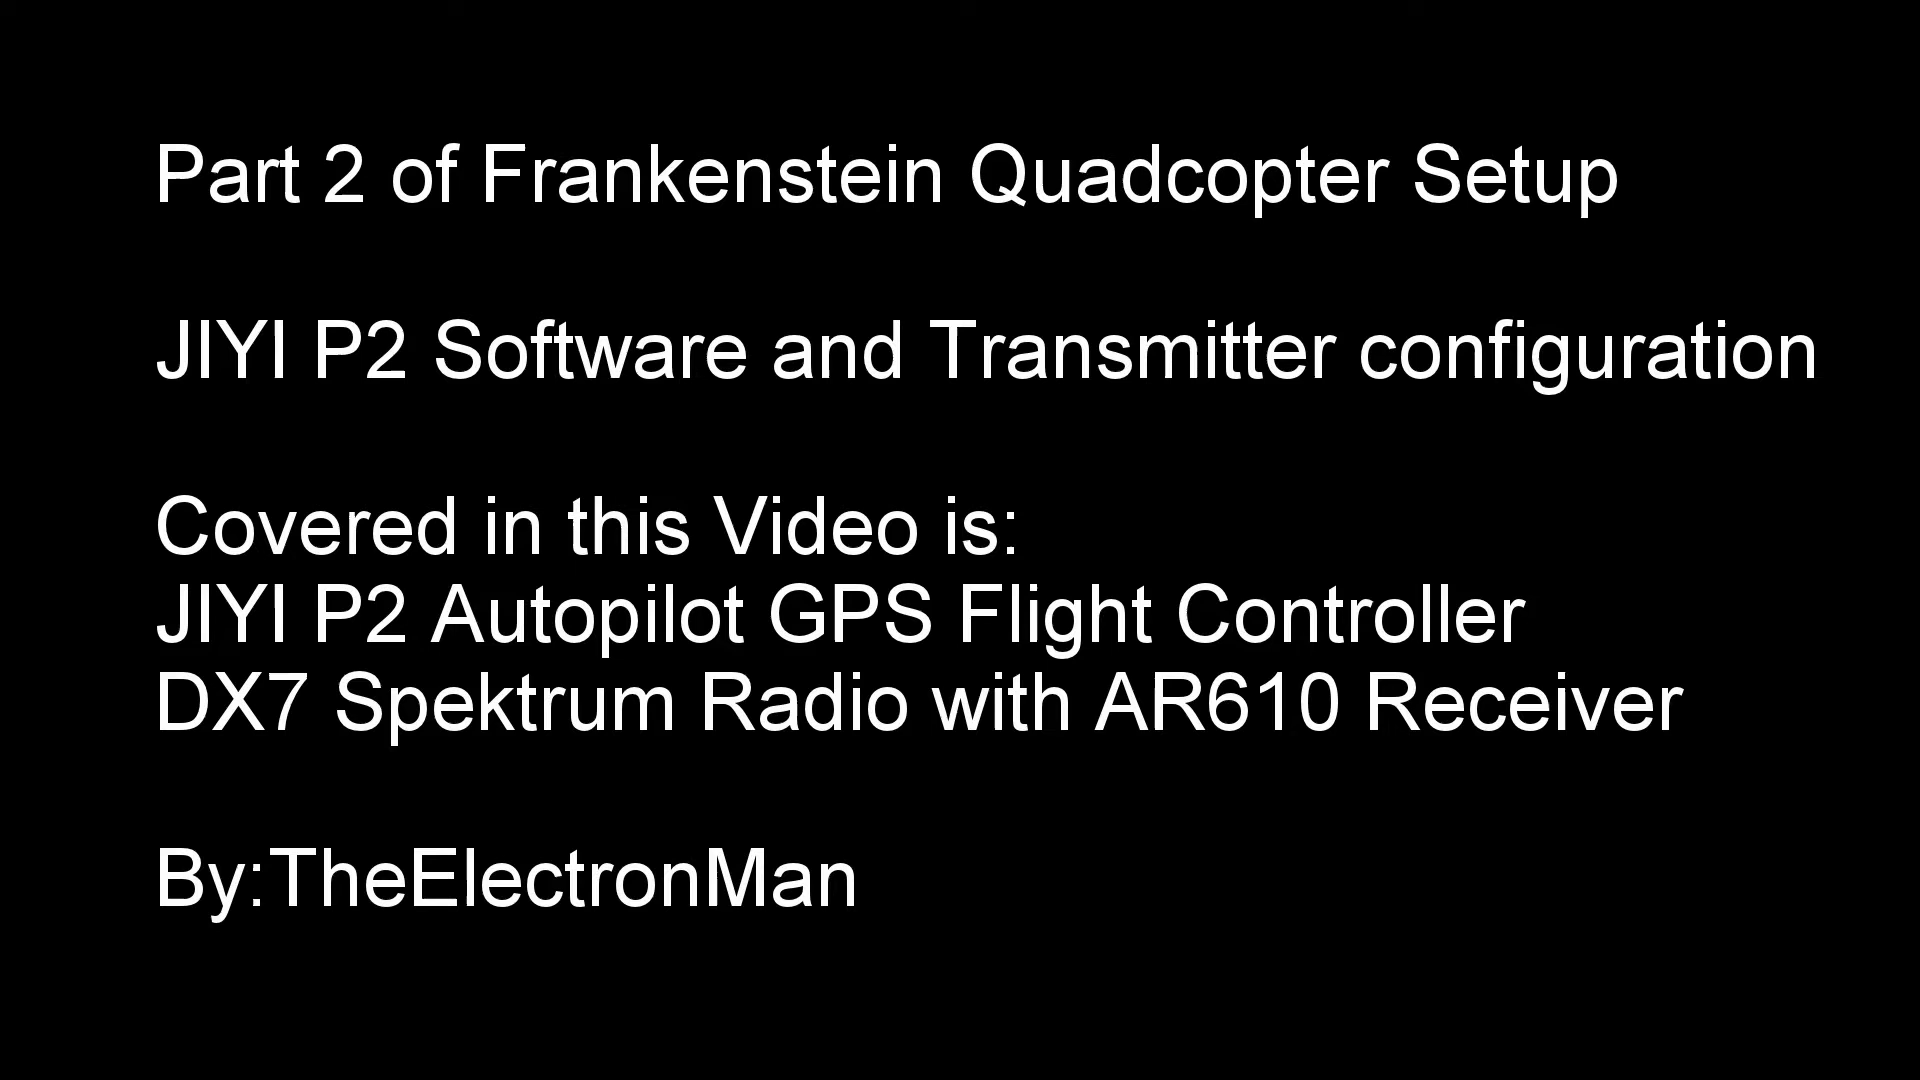 Part 2 of Frankenstein Quadcopter Setup
JIYI P2 Software and Transmitter configuration
Covered in this Video is:
JIYI P2 Autopilot GPS Flight Controller
DX7 Spektrum Radio with AR610 Receiver
By:TheElectronMan